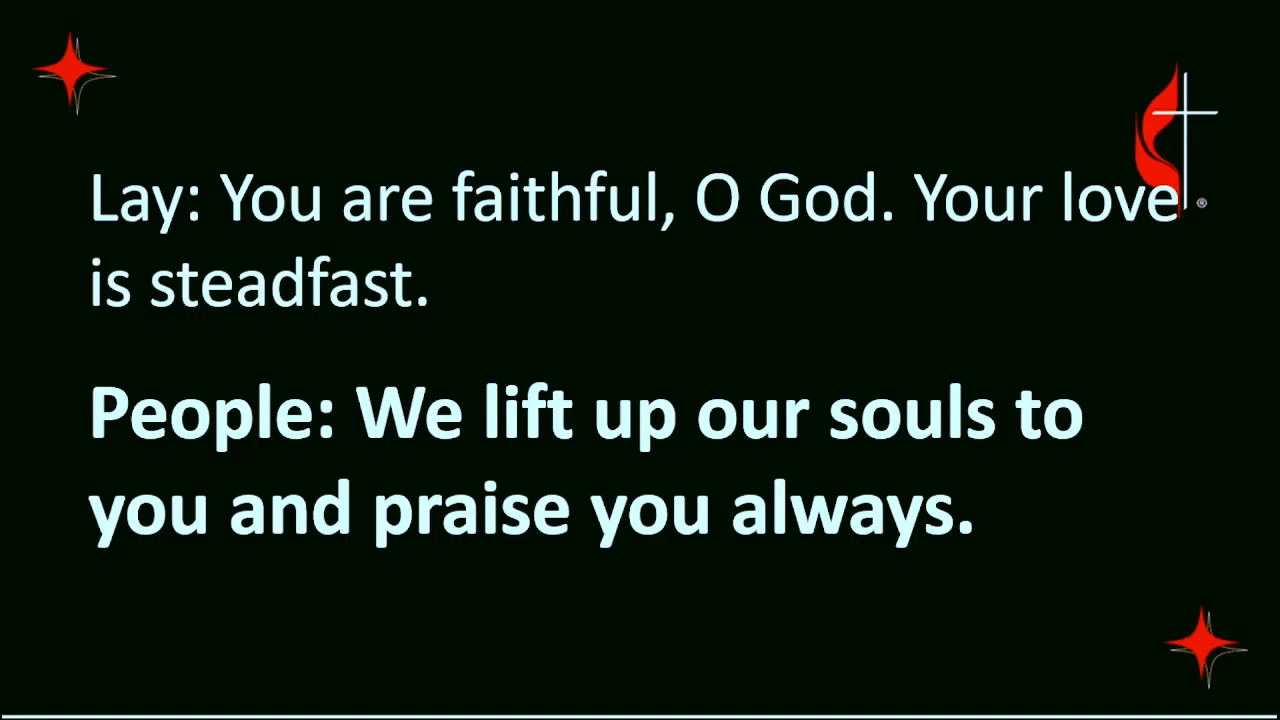 Lay: You are faithful, O God. Your love
is steadfast.
People: We lift up our souls to
you and praise you always.
®